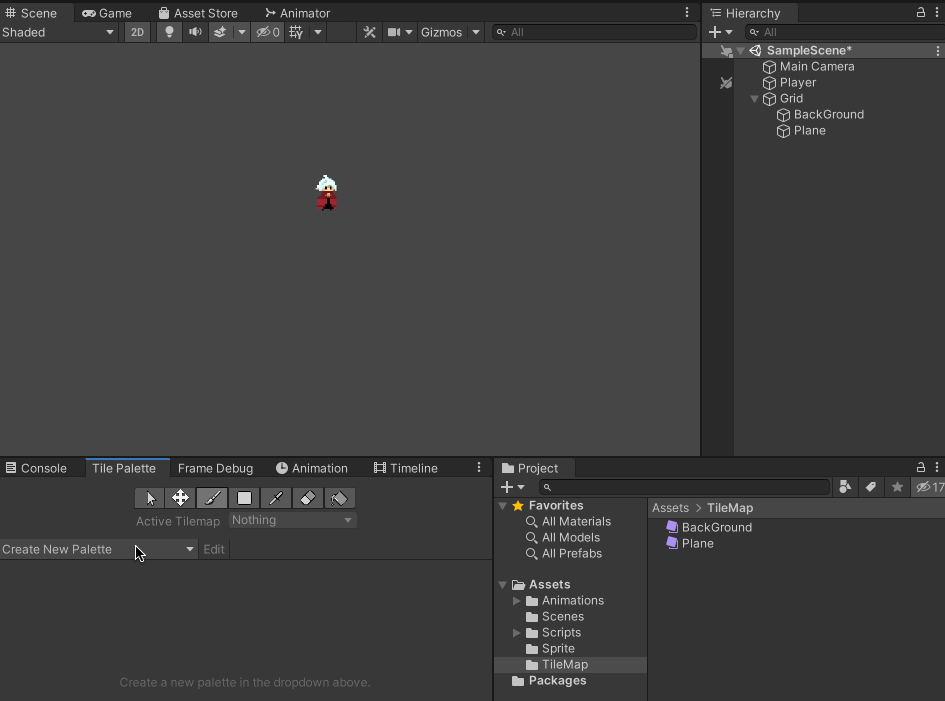 Scene Game Asset Store Animator
Shaded 2D 0 Gizmos All
Hierarchy
All
SampleScene*
Main Camera
Player
Grid
BackGround
Plane
Console Tile Palette Frame Debug Animation Timeline
Active Tilemap Nothing
Create New Palette Edit
Create a new palette in the dropdown above.
Project
17
Favorites
All Materials
All Models
All Prefabs
Assets
Animations
Scenes
Scripts
Sprite
TileMap
Packages
Assets > TileMap
BackGround
Plane